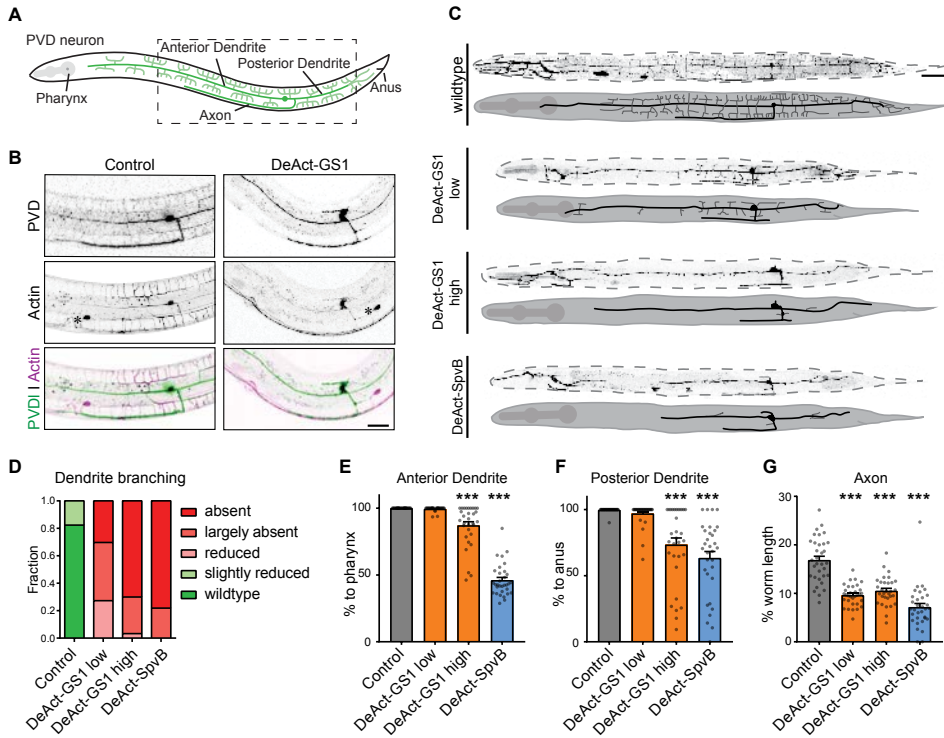 A
PVD neuron
Anterior Dendrite
Posterior Dendrite
Pharynx
Axon
Anus
B
Control
DeAct-GS1
PVD
Actin
*
*
PVDI Actin
C
wildtype
DeAct-GS1
low
DeAct-GS1
high
DeAct-SpvB
D
Dendrite branching
Fraction
1.0
0.8
0.6
0.4
0.2
0.0
Control
DeAct-GS1 low
DeAct-GS1 high
DeAct-SpvB
absent
largely absent
reduced
slightly reduced
wildtype
E
Anterior Dendrite
*** ***
% to pharynx
100
50
0
Control
DeAct-GS1 low
DeAct-GS1 high
DeAct-SpvB
F
Posterior Dendrite
*** ***
% to anus
100
50
0
Control
DeAct-GS1 low
DeAct-GS1 high
DeAct-SpvB
G
Axon
*** *** ***
% worm length
30
20
10
0
Control
DeAct-GS1 low
DeAct-GS1 high
DeAct-SpvB